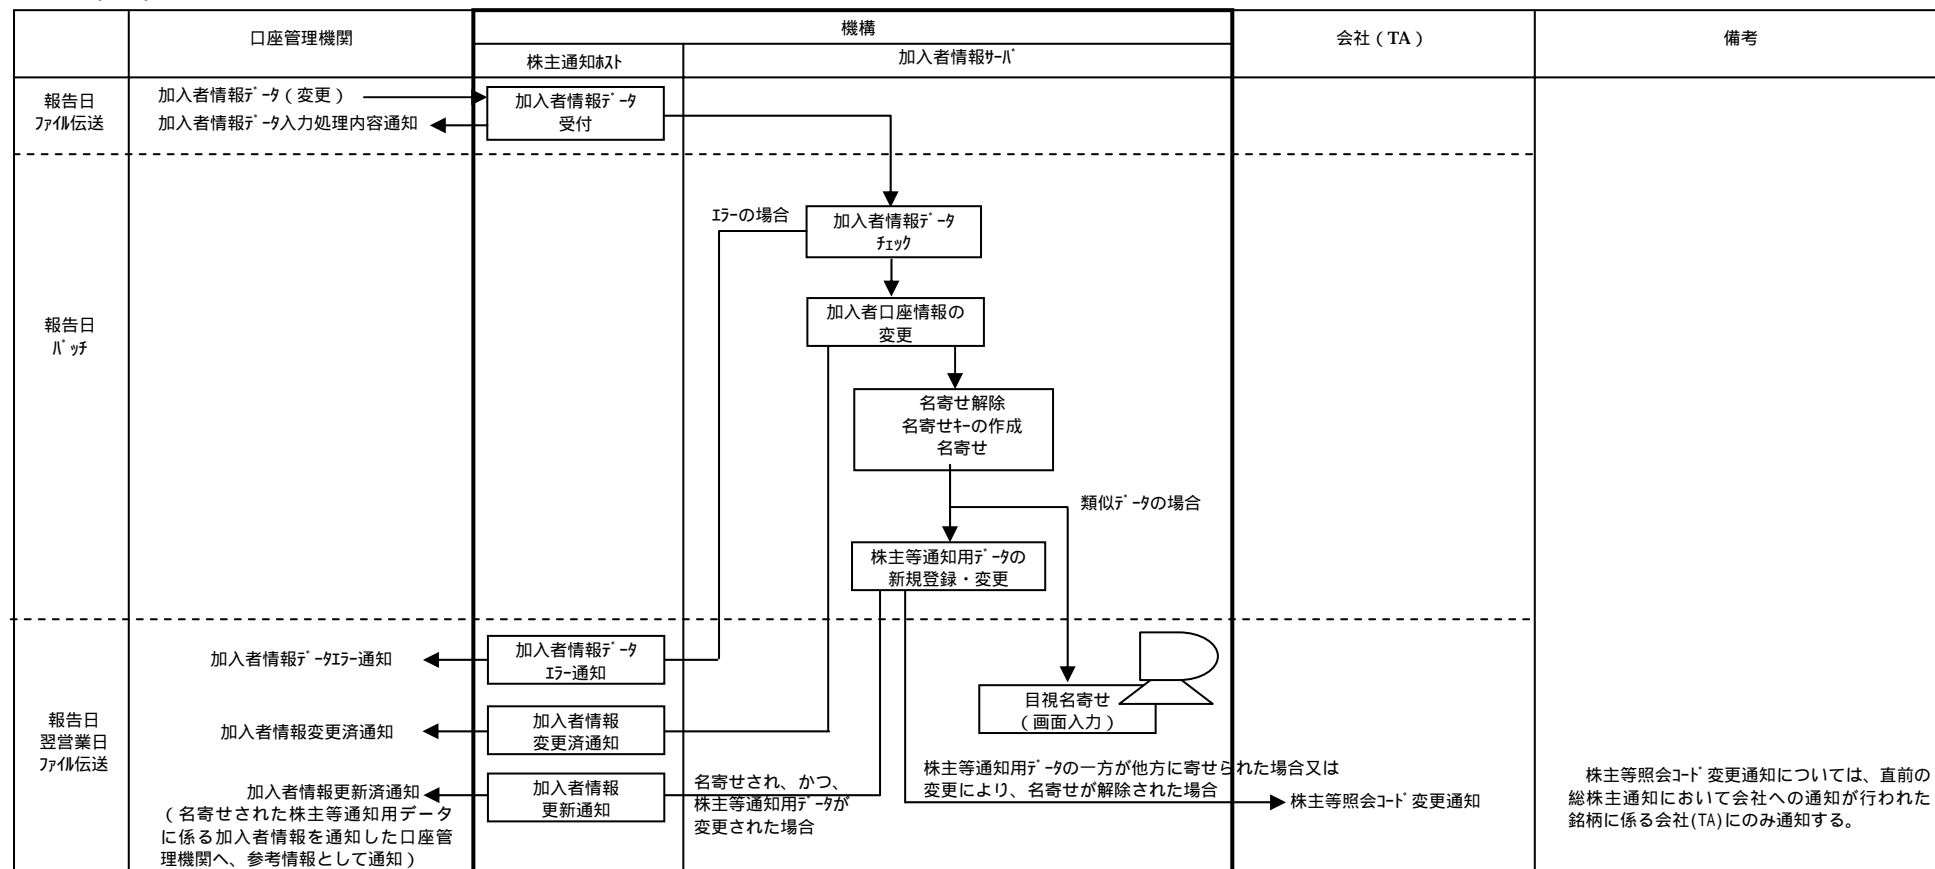 口座管理機関
機構
会社（TA）
備考
株主通知ﾎｽﾄ
加入者情報ｻｰﾊﾞ
報告日
ﾌｧｲﾙ伝送
加入者情報ﾃﾞｰﾀ（変更）
加入者情報ﾃﾞｰﾀ入力処理内容通知
加入者情報ﾃﾞｰﾀ
受付
報告日
ﾊﾞｯﾁ
ｴﾗｰの場合
加入者情報ﾃﾞｰﾀ
ﾁｪｯｸ
加入者口座情報の
変更
名寄せ解除
名寄せｷｰの作成
名寄せ
類似ﾃﾞｰﾀの場合
株主等通知用ﾃﾞｰﾀの
新規登録・変更
報告日
翌営業日
ﾌｧｲﾙ伝送
加入者情報ﾃﾞｰﾀｴﾗｰ通知
加入者情報ﾃﾞｰﾀ
ｴﾗｰ通知
目視名寄せ
（画面入力）
加入者情報変更済通知
加入者情報
変更済通知
加入者情報更新済通知
（名寄せされた株主等通知用データ
に係る加入者情報を通知した口座管
理機関へ、参考情報として通知）
加入者情報
更新通知
名寄せされ、かつ、
株主等通知用ﾃﾞｰﾀが
変更された場合
株主等通知用ﾃﾞｰﾀの一方が他方に寄せられた場合又は
変更により、名寄せが解除された場合
株主等照会ｺｰﾄﾞ変更通知
株主等照会ｺｰﾄﾞ変更通知については、直前の
総株主通知において会社への通知が行われた
銘柄に係る会社(TA)にのみ通知する。